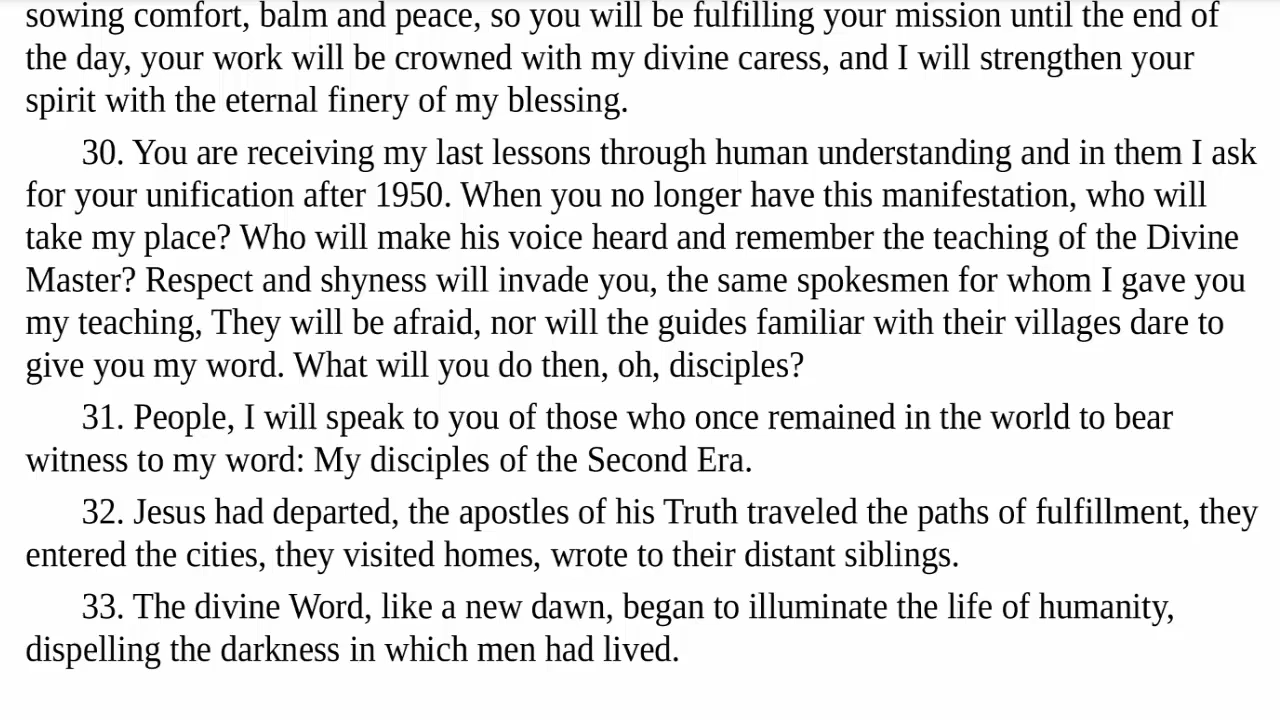 sowing comfort, balm and peace, so you will be fulfilling your mission until the end of
the day, your work will be crowned with my divine caress, and I will strengthen your
spirit with the eternal finery of my blessing.
30. You are receiving my last lessons through human understanding and in them I ask
for your unification after 1950. When you no longer have this manifestation, who will
take my place? Who will make his voice heard and remember the teaching of the Divine
Master? Respect and shyness will invade you, the same spokesmen for whom I gave you
my teaching, They will be afraid, nor will the guides familiar with their villages dare to
give you my word. What will you do then, oh, disciples?
31. People, I will speak to you of those who once remained in the world to bear
witness to my word: My disciples of the Second Era.
32. Jesus had departed, the apostles of his Truth traveled the paths of fulfillment, they
entered the cities, they visited homes, wrote to their distant siblings.
33. The divine Word, like a new dawn, began to illuminate the life of humanity,
dispelling the darkness in which men had lived.